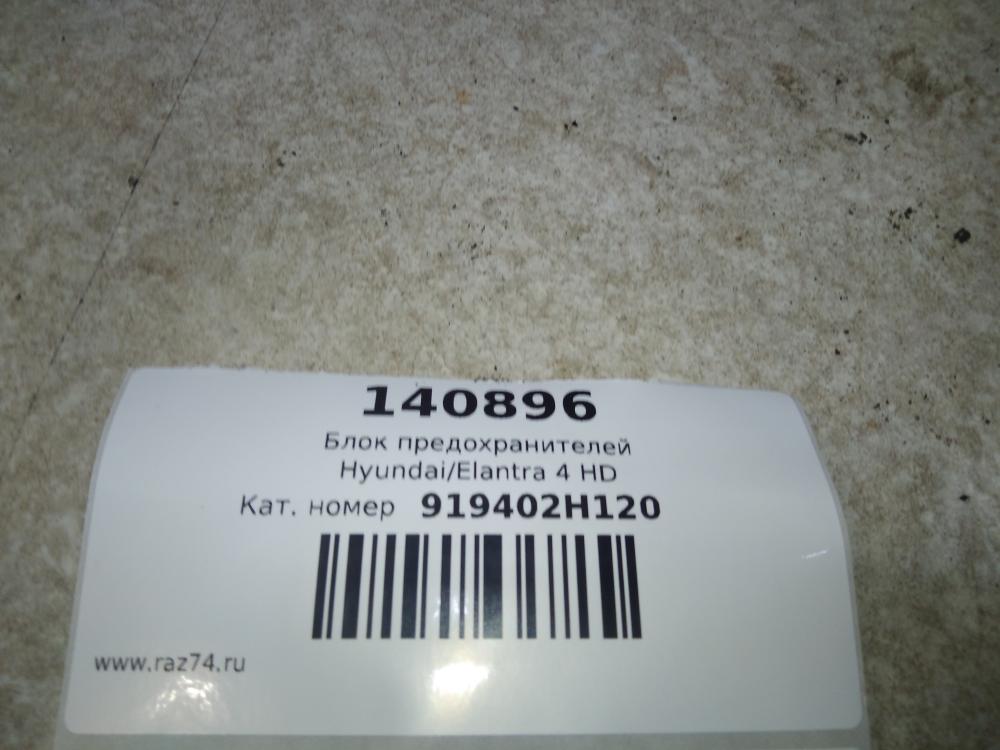 140896
Блок предохранителей
Hyundai/Elantra 4 HD
Кат. номер 919402H120
www.raz74.ru